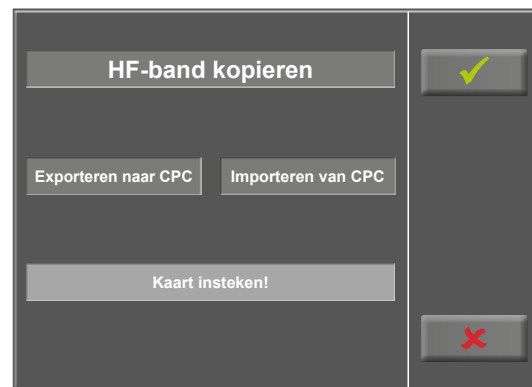 HF-band kopieren
Exporteren naar CPC
Importeren van CPC
Kaart insteken!